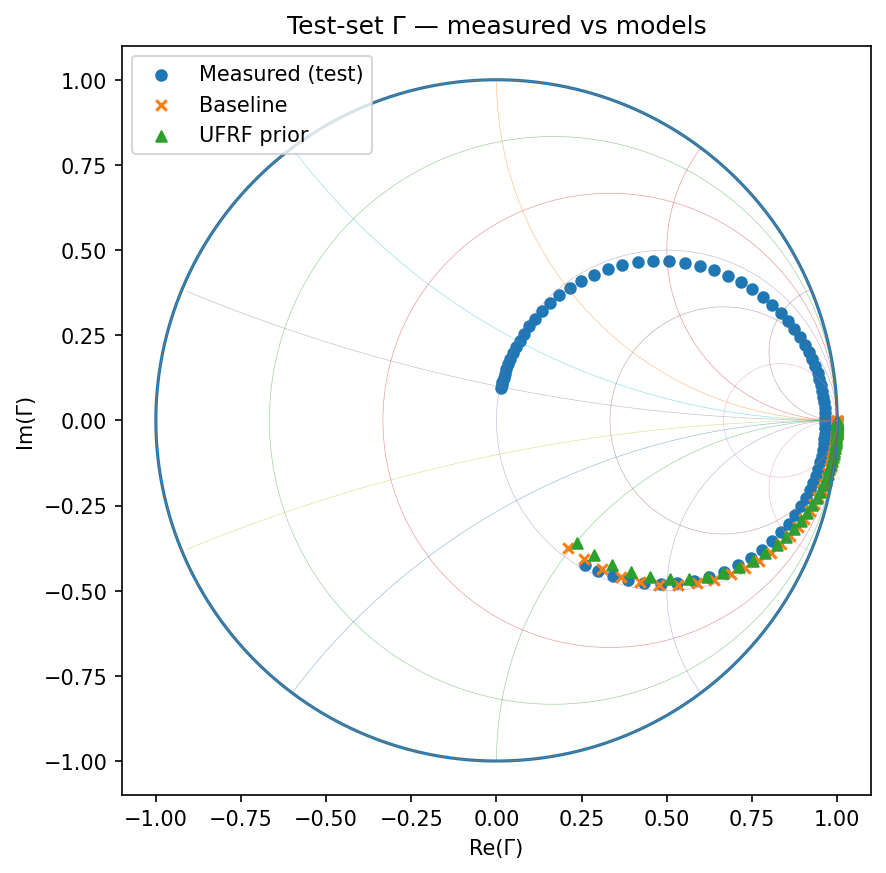 Test-set Γ — measured vs models
Measured (test)
Baseline
UFRF prior
1.00
0.75
0.50
0.25
0.00
−0.25
−0.50
−0.75
−1.00
Im(Γ)
−1.00 −0.75 −0.50 −0.25 0.00 0.25 0.50 0.75 1.00
Re(Γ)